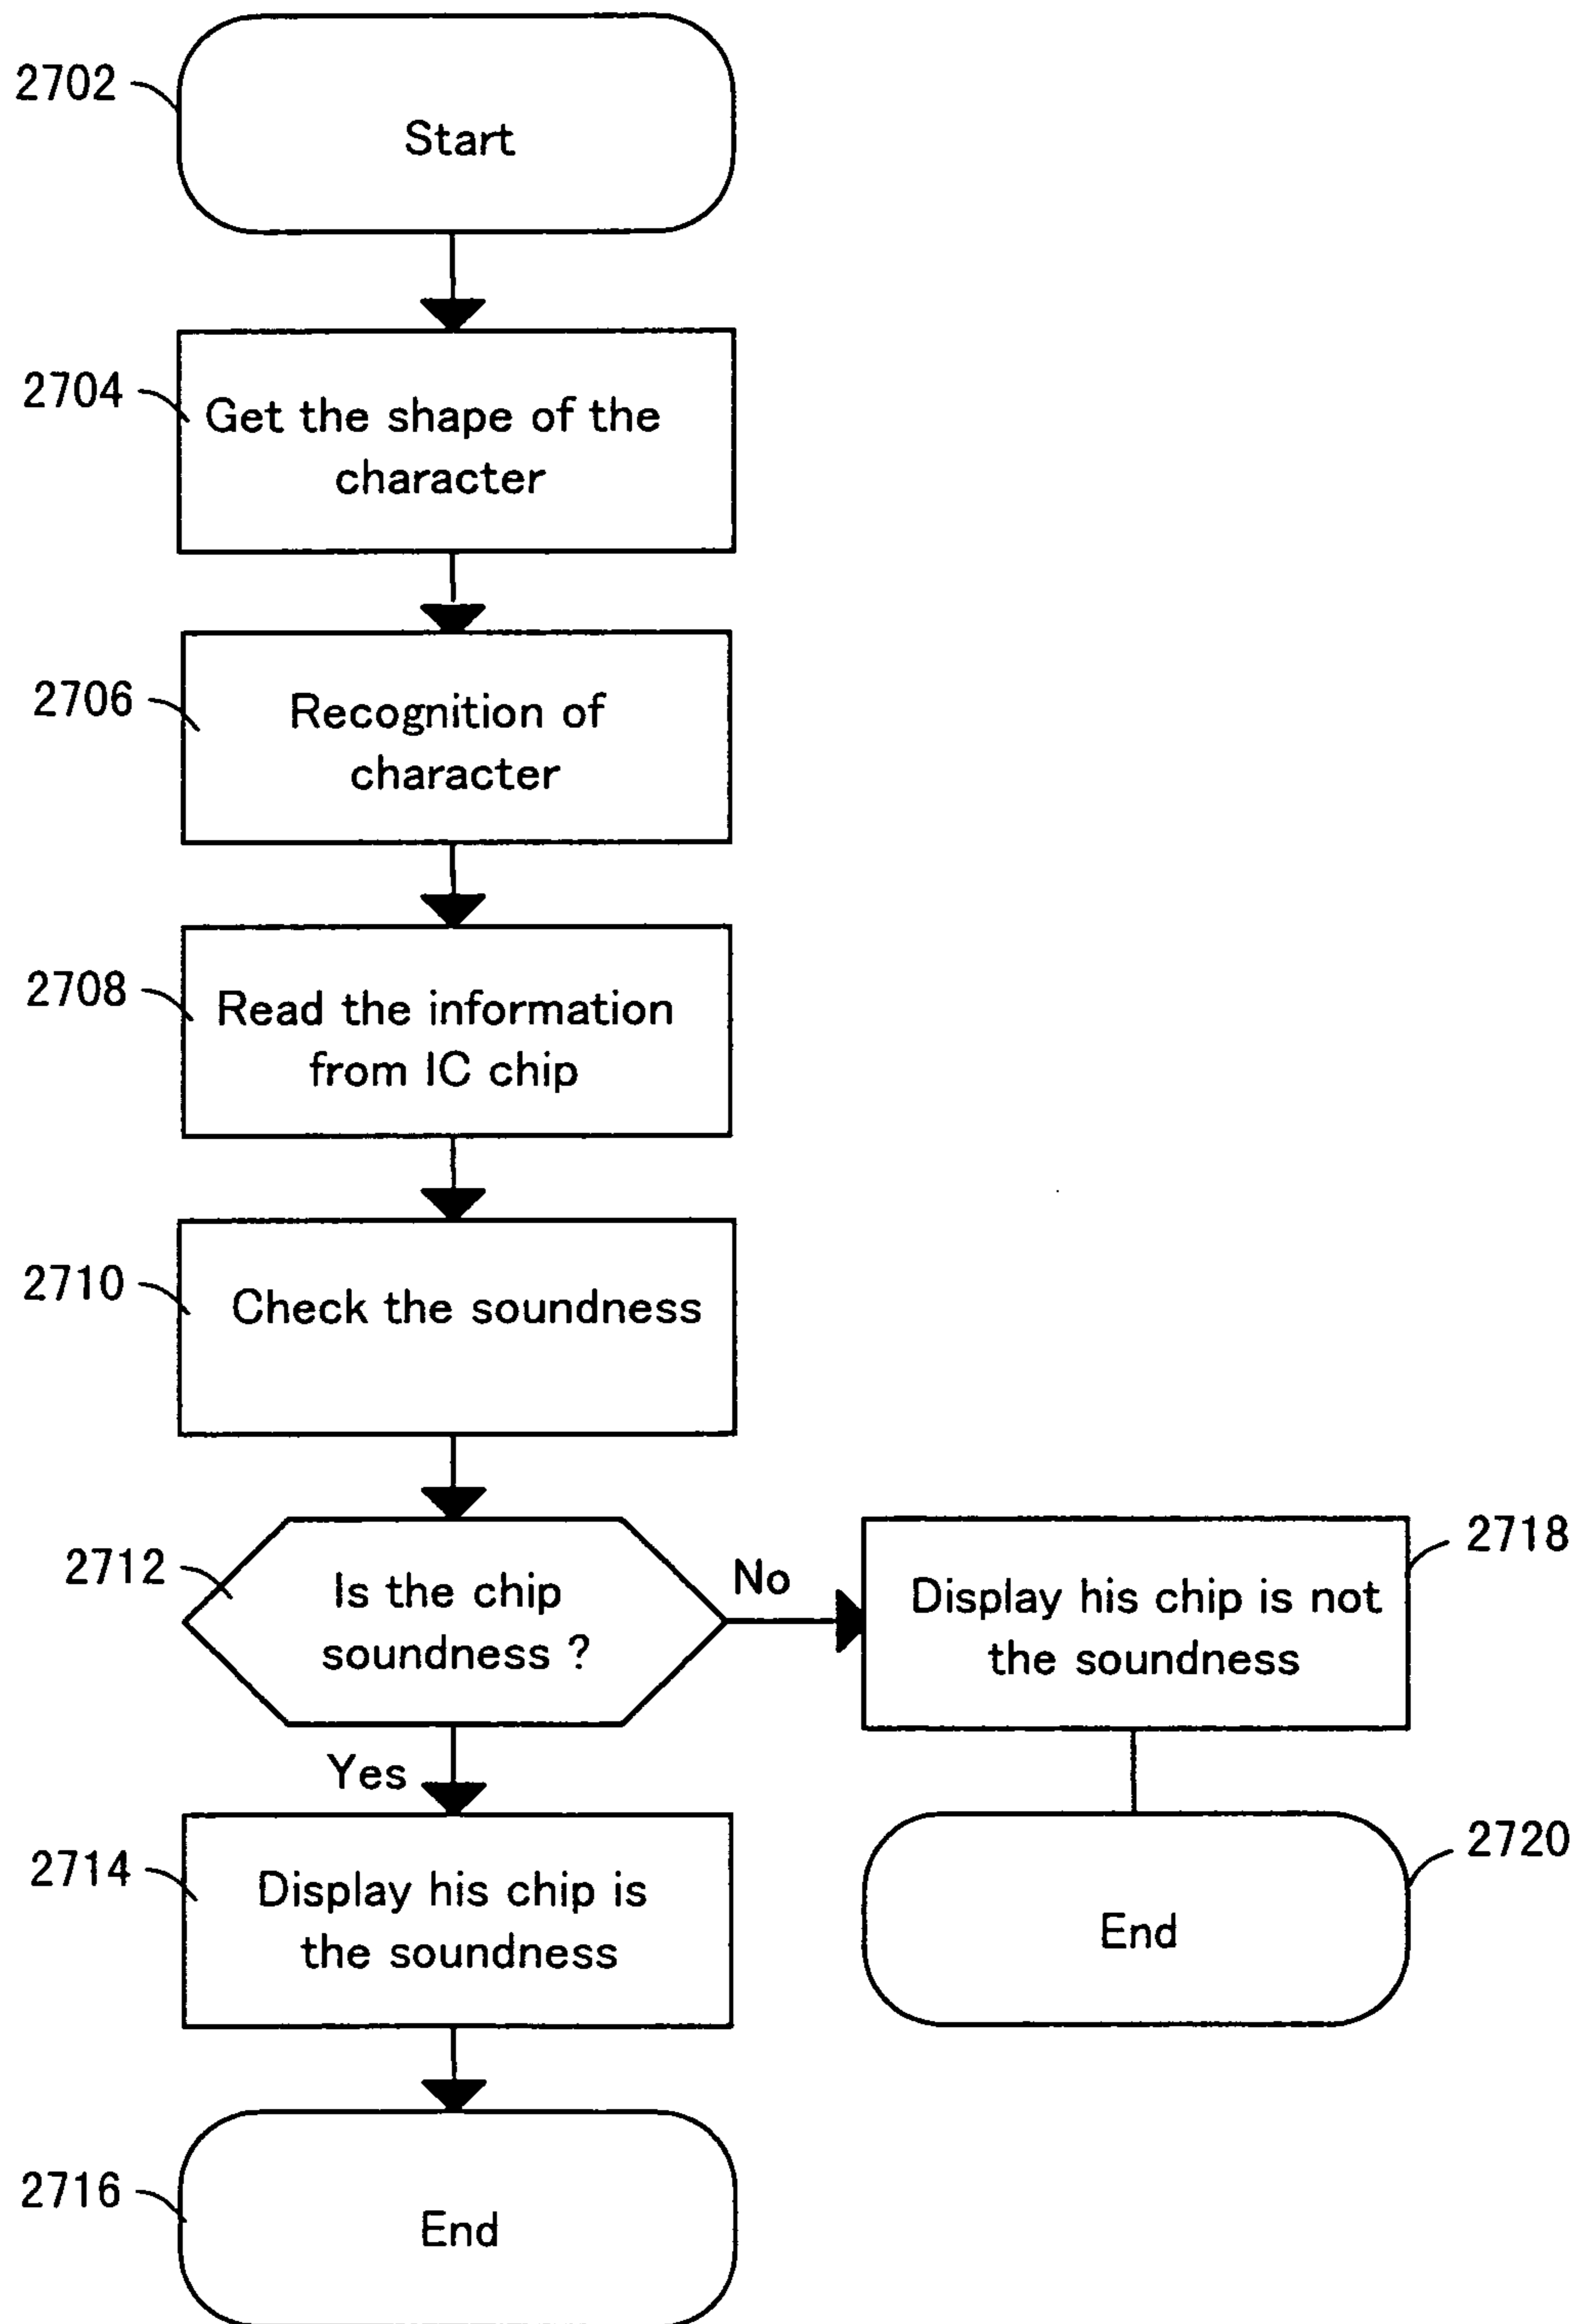 2702
Start
2704
Get the shape of the
character
2706
Recognition of
character
2708
Read the information
from IC chip
2710
Check the soundness
2712
Is the chip
soundness ?
No
2718
Display his chip is not
the soundness
Yes
2714
Display his chip is
the soundness
2720
End
2716
End